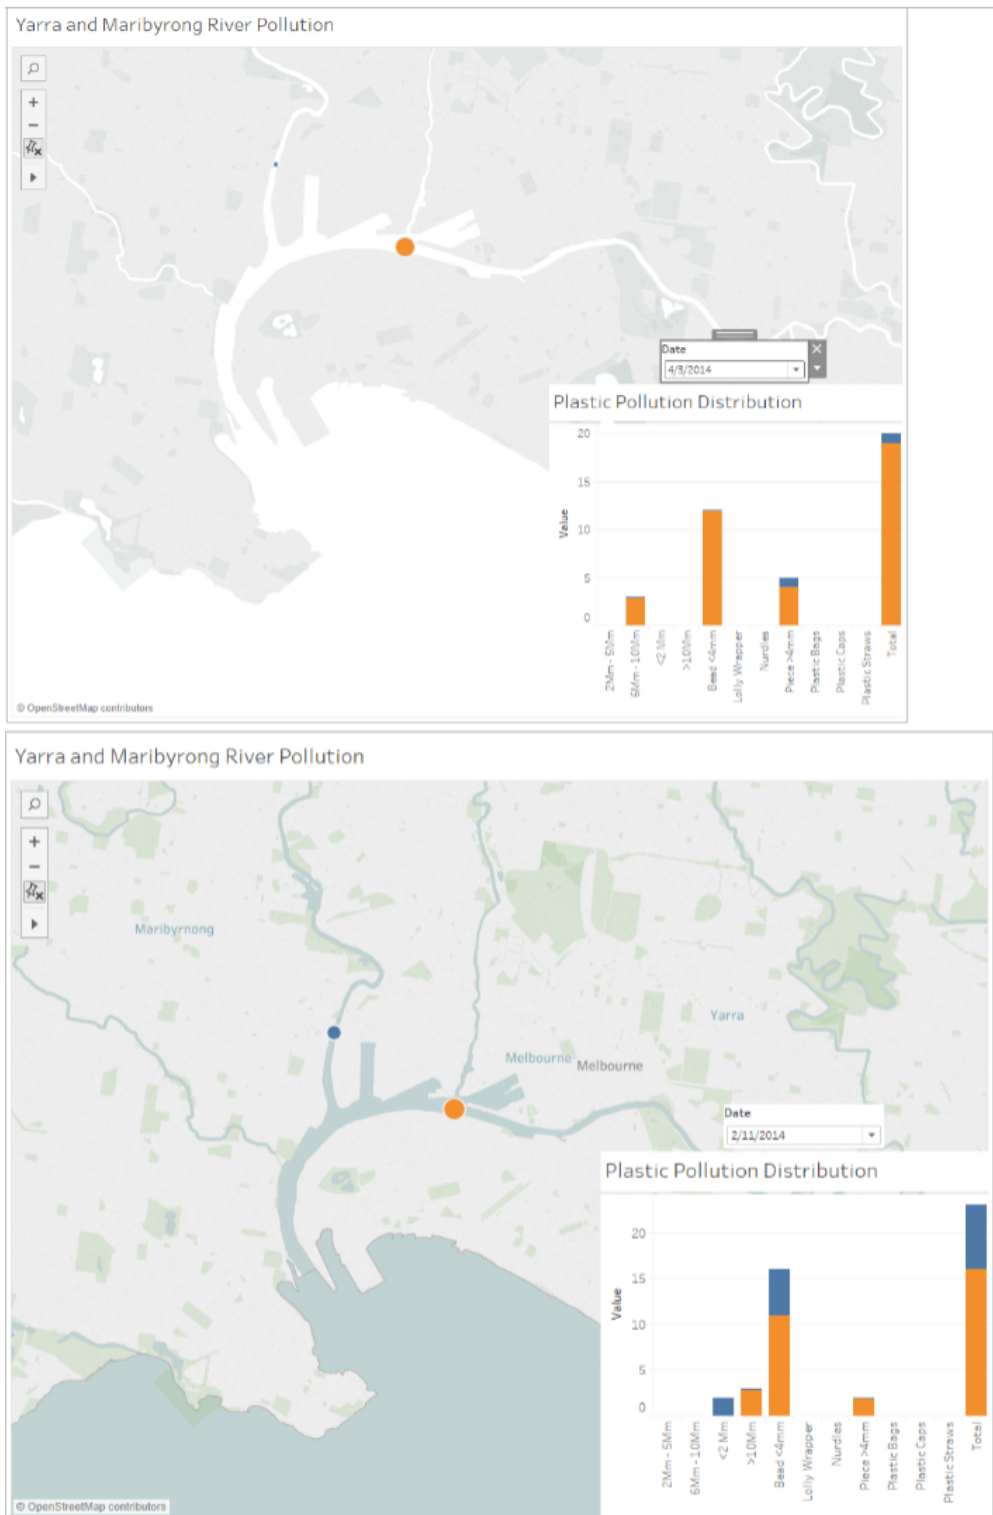 Yarra and Maribyrong River Pollution
Date
4/3/2014
Plastic Pollution Distribution
20
15
10
5
0
Value
2Mm - 5Mm
6Mm - 10Mm
<2 Mm
>10Mm
Bead <4mm
Lolly Wrapper
Nurdles
Piece >4mm
Plastic Bags
Plastic Caps
Plastic Straws
Total
© OpenStreetMap contributors
Yarra and Maribyrong River Pollution
Maribyrnong
Yarra
Melbourne
Melbourne
Date
2/11/2014
Plastic Pollution Distribution
20
15
10
5
0
Value
2Mm - 5Mm
6Mm - 10Mm
<2 Mm
>10Mm
Bead <4mm
Lolly Wrapper
Nurdles
Piece >4mm
Plastic Bags
Plastic Caps
Plastic Straws
Total
© OpenStreetMap contributors